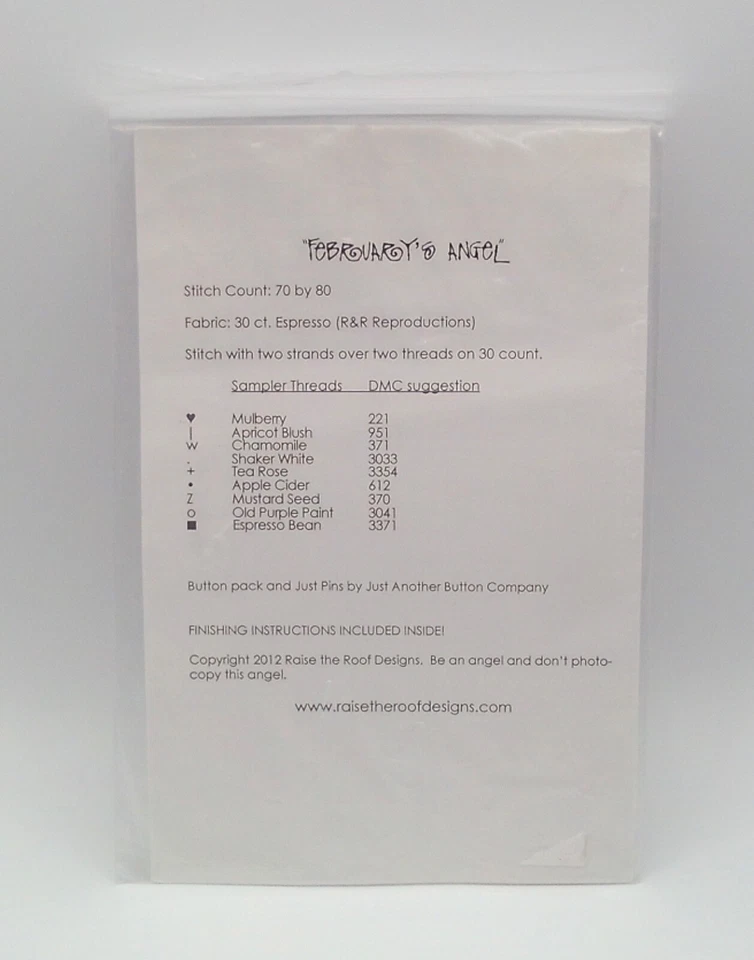 "FEBRUARY'S ANGEL"
Stitch Count: 70 by 80
Fabric: 30 ct. Espresso (R&R Reproductions)
Stitch with two strands over two threads on 30 count.
Sampler Threads DMC suggestion
♥ Mulberry 221
| Apricot Blush 951
w Chamomile 371
. Shaker White 3033
+ Tea Rose 3354
• Apple Cider 612
Z Mustard Seed 370
o Old Purple Paint 3041
■ Espresso Bean 3371
Button pack and Just Pins by Just Another Button Company
FINISHING INSTRUCTIONS INCLUDED INSIDE!
Copyright 2012 Raise the Roof Designs. Be an angel and don't photo-
copy this angel.
www.raisetheroofdesigns.com